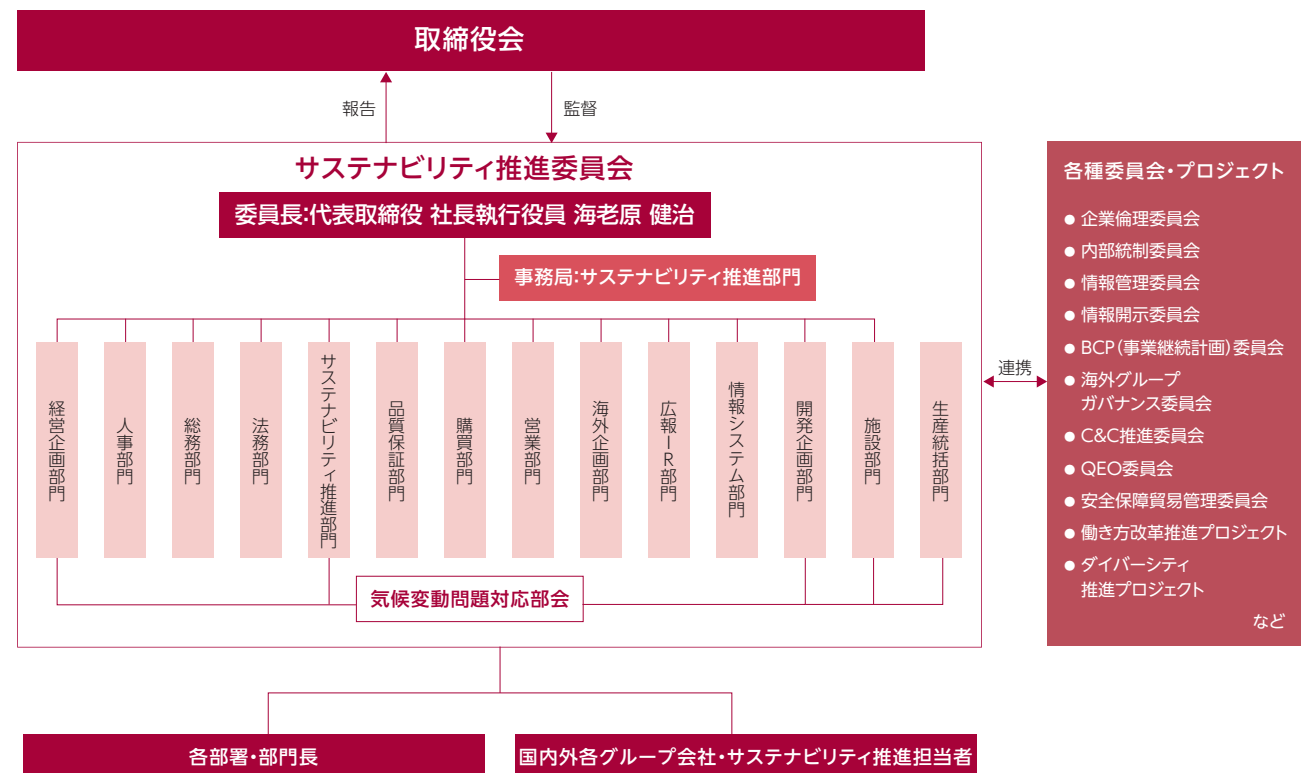 取締役会
報告
監督
サステナビリティ推進委員会
委員長:代表取締役 社長執行役員 海老原 健治
事務局:サステナビリティ推進部門
経営企画部門
人事部門
総務部門
法務部門
サステナビリティ推進部門
品質保証部門
購買部門
営業部門
海外企画部門
広報IR部門
情報システム部門
開発企画部門
施設部門
生産統括部門
気候変動問題対応部会
連携
各種委員会・プロジェクト
● 企業倫理委員会
● 内部統制委員会
● 情報管理委員会
● 情報開示委員会
● BCP(事業継続計画)委員会
● 海外グループ
ガバナンス委員会
● C&C推進委員会
● QEO委員会
● 安全保障貿易管理委員会
● 働き方改革推進プロジェクト
● ダイバーシティ
推進プロジェクト
など
各部署・部門長
国内外各グループ会社・サステナビリティ推進担当者